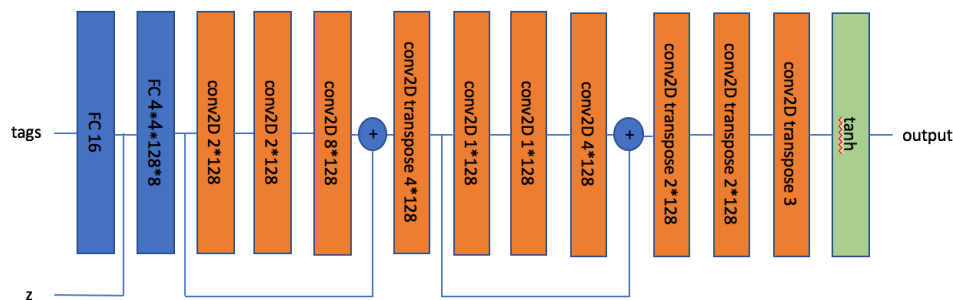 tags
FC 16
FC 4*4*128*8
conv2D 2*128
conv2D 2*128
conv2D 8*128
+
conv2D transpose 4*128
conv2D 1*128
conv2D 1*128
conv2D 4*128
+
conv2D transpose 2*128
conv2D transpose 2*128
conv2D transpose 3
tanh
output
z